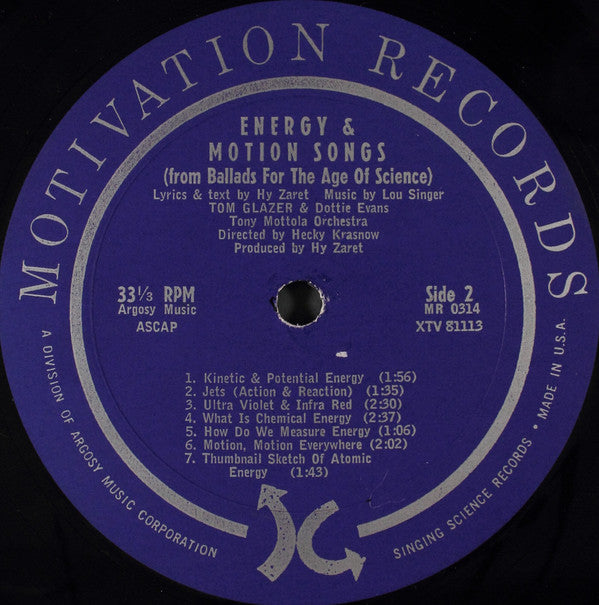 MOTIVATION RECORDS
ENERGY &
MOTION SONGS
(from Ballads For The Age Of Science)
Lyrics & text by Hy Zaret Music by Lou Singer
TOM GLAZER & Dottie Evans
Tony Mottola Orchestra
Directed by Hecky Krasnow
Produced by Hy Zaret
33⅓ RPM
Argosy Music
ASCAP
Side 2
MR 0314
XTV 81113
1. Kinetic & Potential Energy (1:56)
2. Jets (Action & Reaction) (1:35)
3. Ultra Violet & Infra Red (2:30)
4. What Is Chemical Energy (2:37)
5. How Do We Measure Energy (1:06)
6. Motion, Motion Everywhere (2:02)
7. Thumbnail Sketch Of Atomic
Energy (1:43)
A DIVISION OF ARGOSY MUSIC CORPORATION
SINGING SCIENCE RECORDS • MADE IN U.S.A.